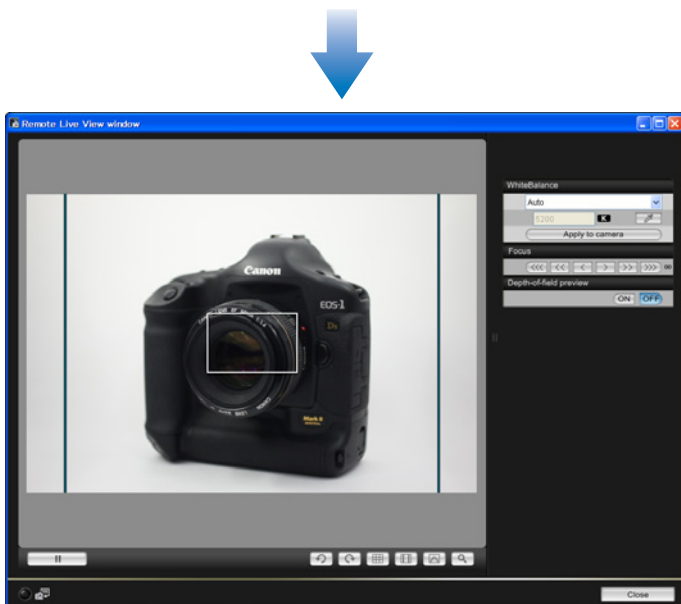 Remote Live View window
WhiteBalance
Auto
5200 K
Apply to camera
Focus
<<< << < > >> >>> ∞
Depth-of-field preview
ON OFF
Canon
EOS-1
Ds
Mark II
Close